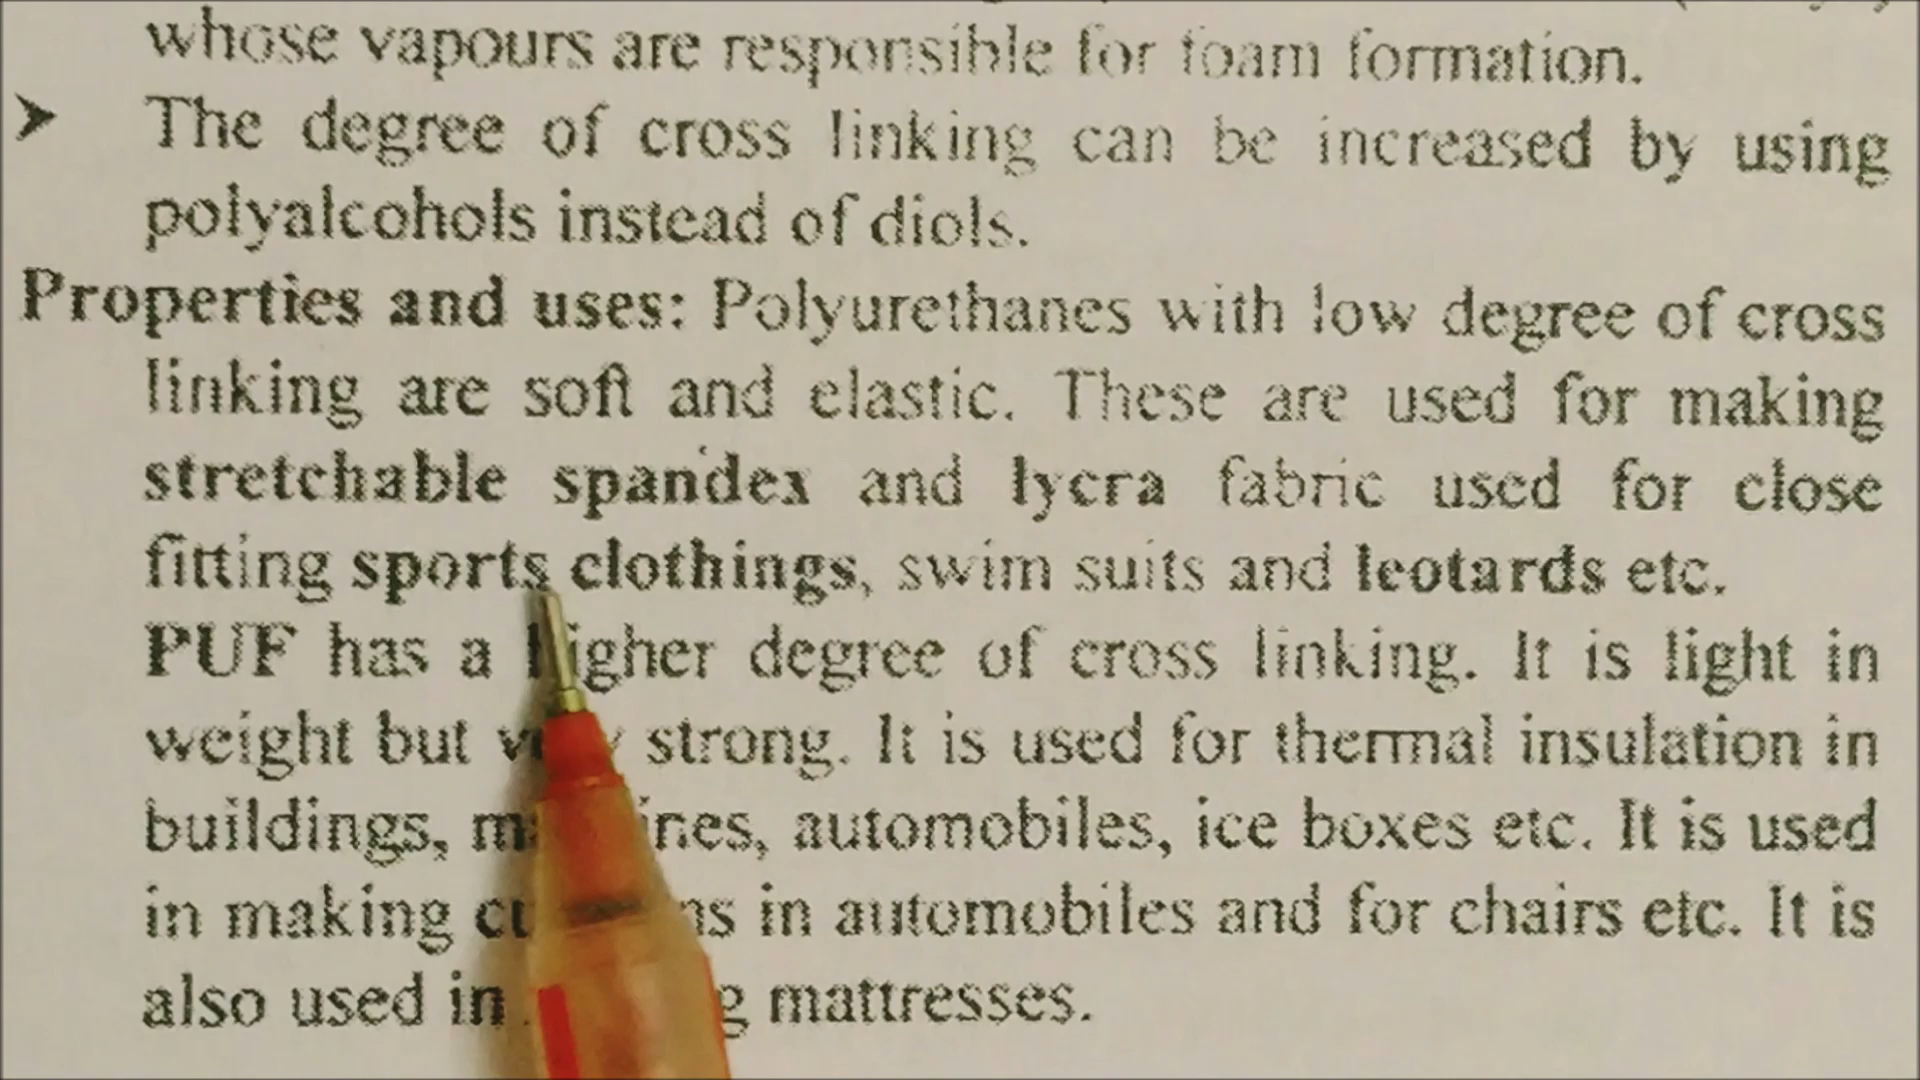 whose vapours are responsible for foam formation.
➤ The degree of cross linking can be increased by using
polyalcohols instead of diols.
Properties and uses: Polyurethanes with low degree of cross
linking are soft and elastic. These are used for making
stretchable spandex and lycra fabric used for close
fitting sports clothings, swim suits and leotards etc.
PUF has a higher degree of cross linking. It is light in
weight but strong. It is used for thermal insulation in
buildings, automobiles, ice boxes etc. It is used
in making in automobiles and for chairs etc. It is
also used in mattresses.